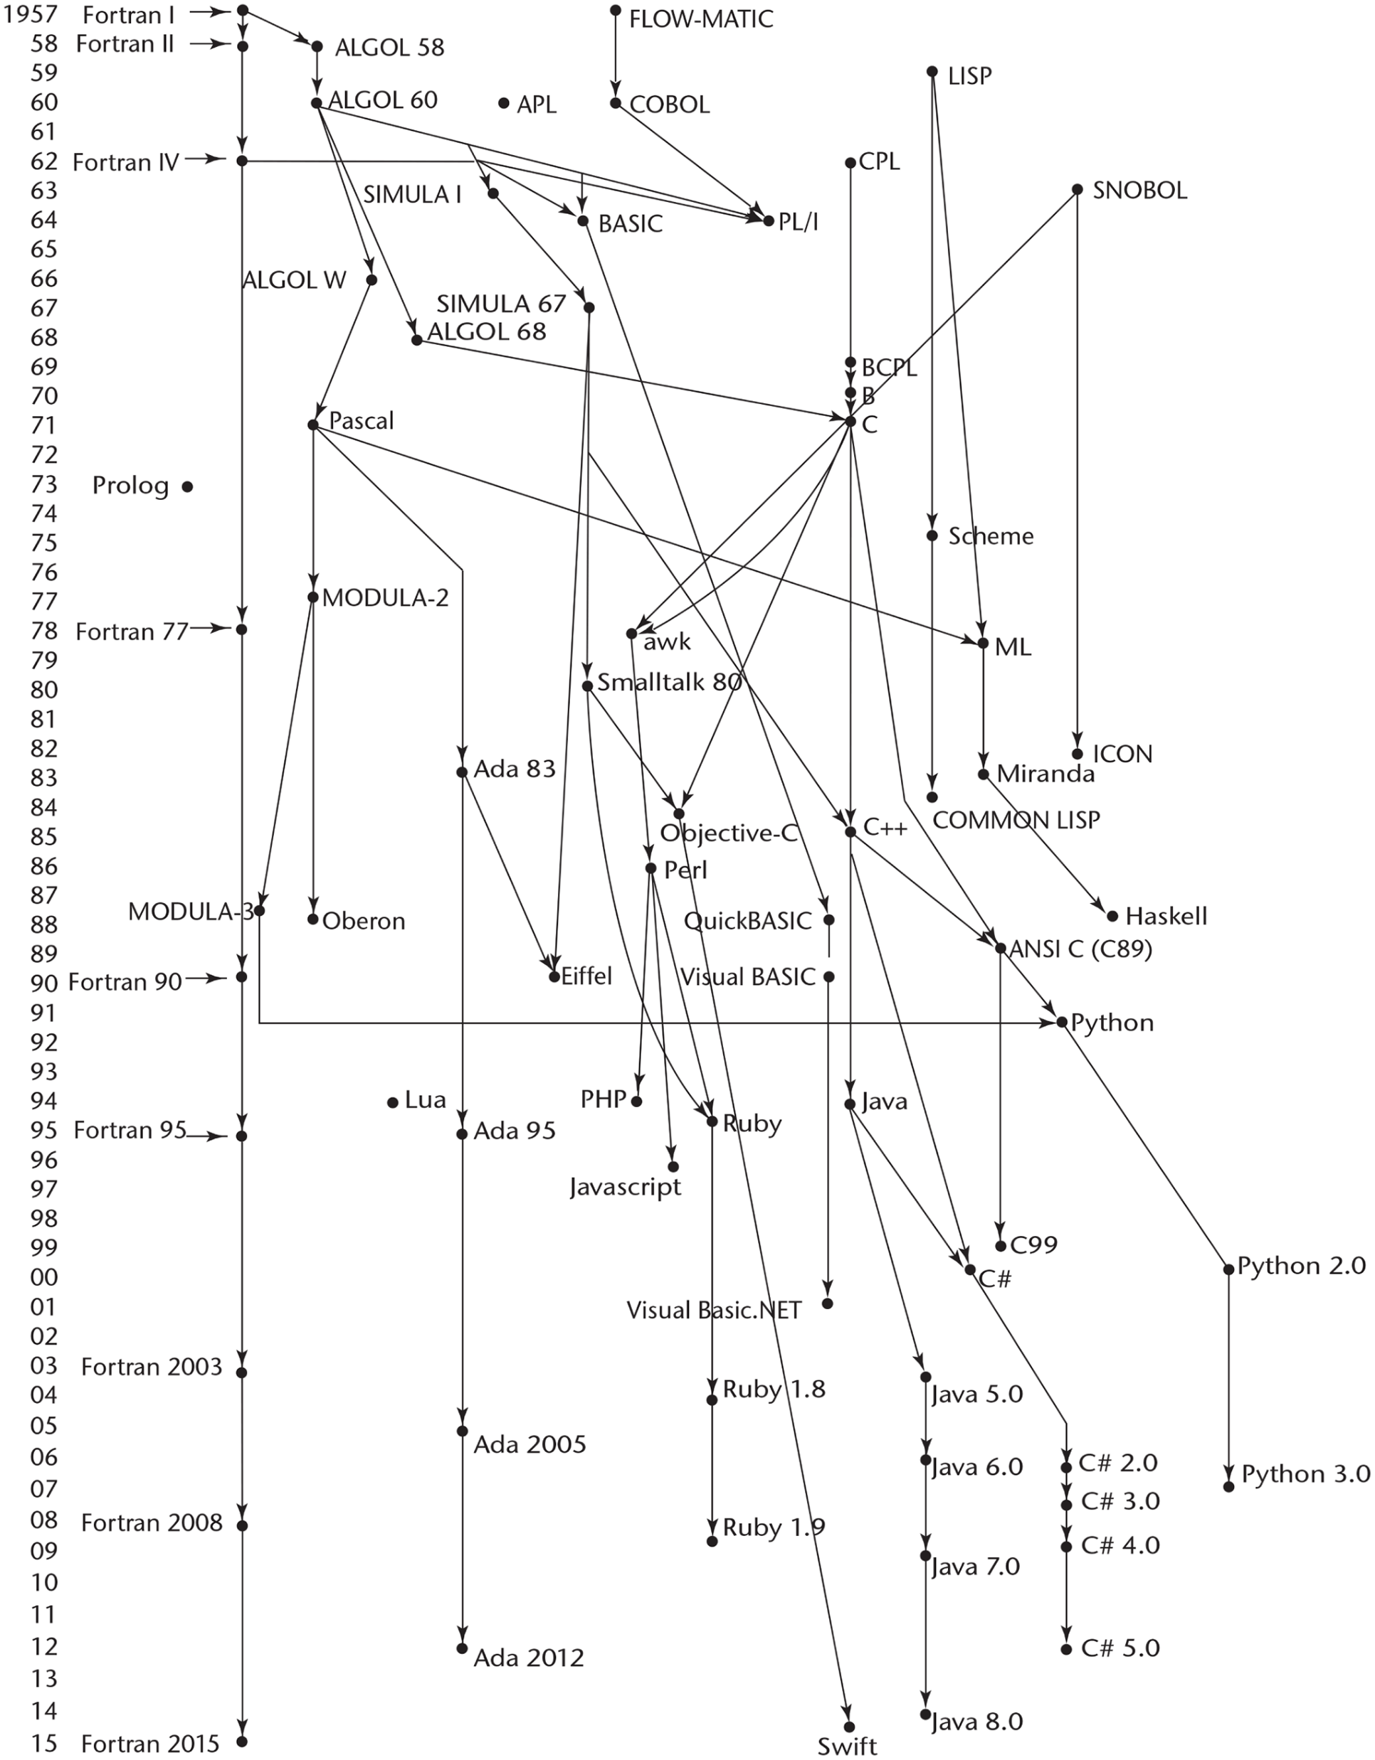 1957 Fortran I FLOW-MATIC
58 Fortran II ALGOL 58
59 LISP
60 ALGOL 60 APL COBOL
61
62 Fortran IV CPL
63 SIMULA I SNOBOL
64 BASIC PL/I
65
66 ALGOL W
67 SIMULA 67
68 ALGOL 68
69 BCPL
70 B
71 Pascal C
72
73 Prolog
74
75 Scheme
76
77 MODULA-2
78 Fortran 77 awk ML
79
80 Smalltalk 80
81
82 ICON
83 Ada 83 Miranda
84 COMMON LISP
85 Objective-C C++
86 Perl
87
88 MODULA-3 Oberon QuickBASIC Haskell
89 ANSI C (C89)
90 Fortran 90 Eiffel Visual BASIC
91 Python
92
93
94 Lua PHP Java
95 Fortran 95 Ada 95 Ruby
96
97 Javascript
98
99 C99
00 C# Python 2.0
01 Visual Basic.NET
02
03 Fortran 2003
04 Ruby 1.8 Java 5.0
05
06 Ada 2005 Java 6.0 C# 2.0
07 C# 3.0 Python 3.0
08 Fortran 2008 Ruby 1.9
09 Java 7.0 C# 4.0
10
11
12 Ada 2012 C# 5.0
13
14 Java 8.0
15 Fortran 2015 Swift